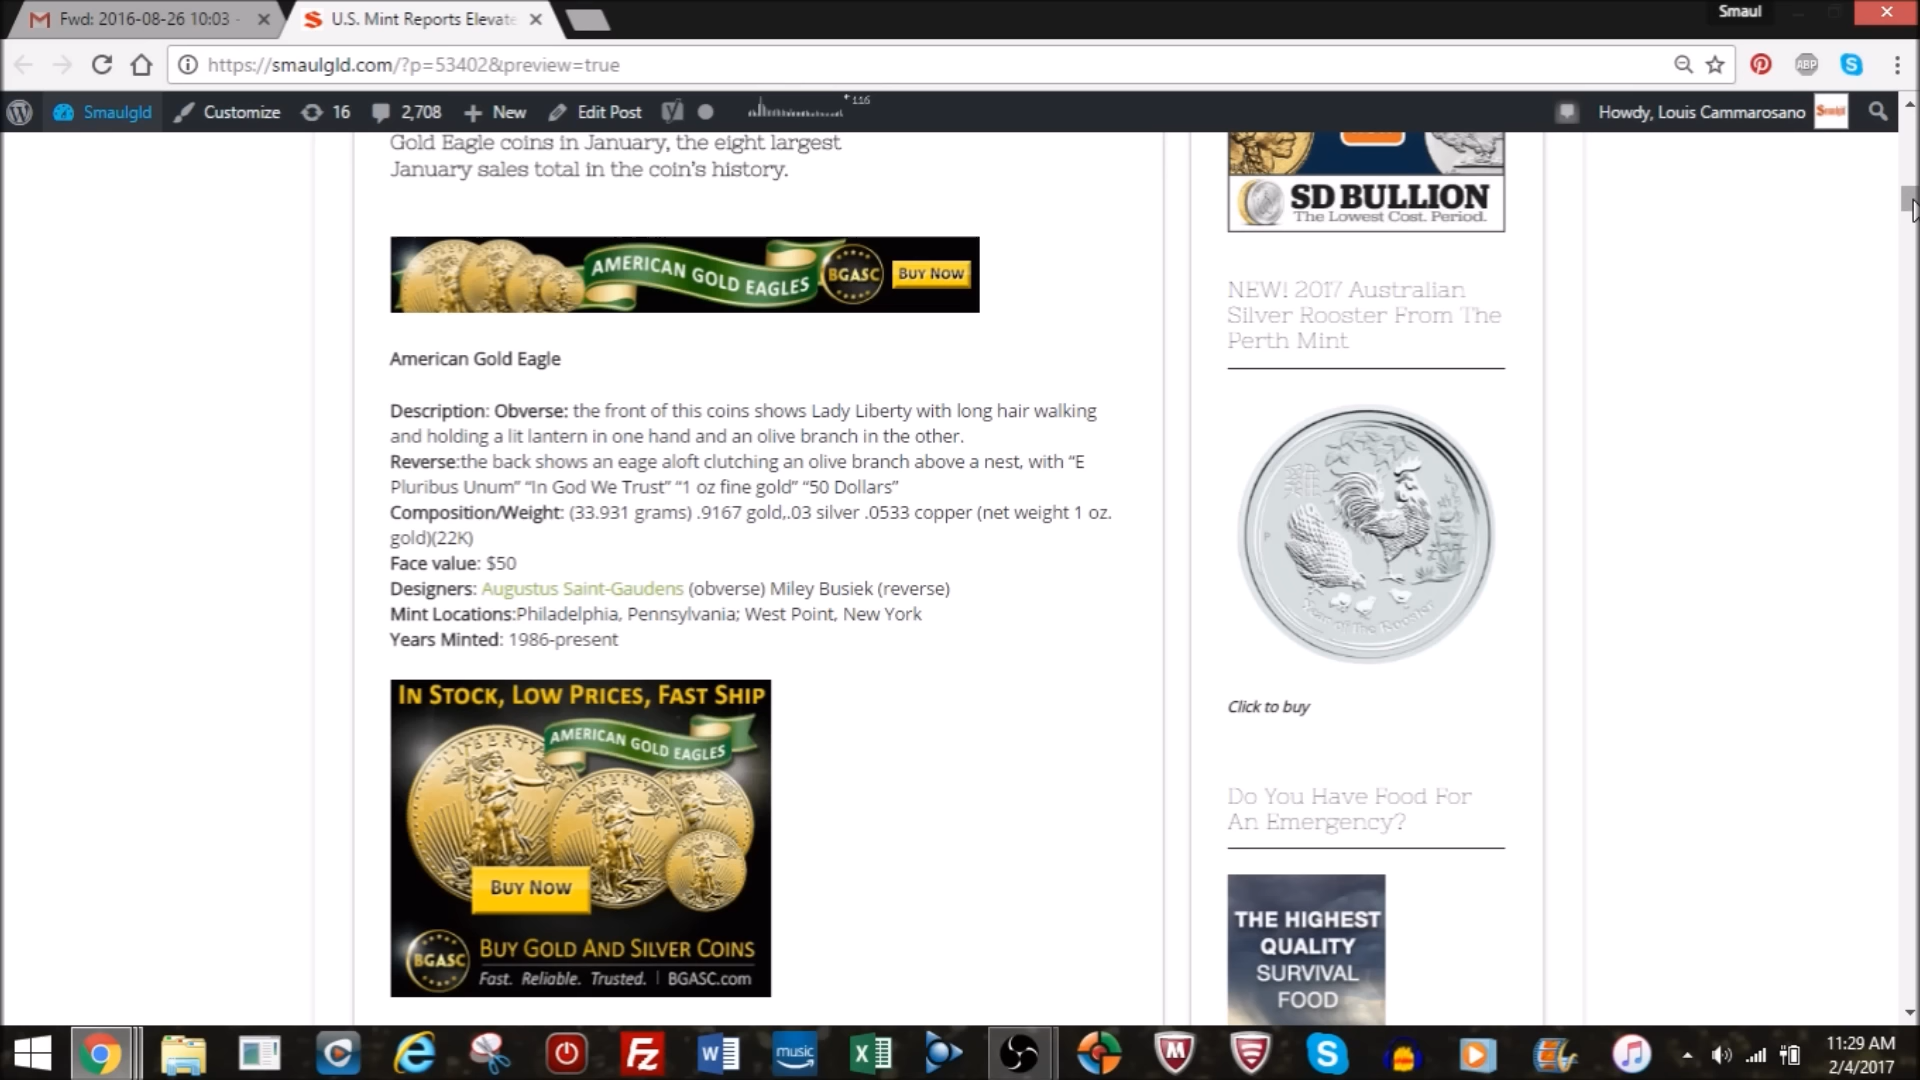 Fwd: 2016-08-26 10:03 -
U.S. Mint Reports Elevate
Smaul
https://smaulgld.com/?p=53402&preview=true
ABP
Smaulgld
Customize
16
2,708
New
Edit Post
116
Howdy, Louis Cammarosano
Gold Eagle coins in January, the eight largest
January sales total in the coin's history.
AMERICAN GOLD EAGLES
BGASC
BUY NOW
American Gold Eagle
Description: Obverse: the front of this coins shows Lady Liberty with long hair walking
and holding a lit lantern in one hand and an olive branch in the other.
Reverse:the back shows an eage aloft clutching an olive branch above a nest, with “E
Pluribus Unum” “In God We Trust” “1 oz fine gold” “50 Dollars”
Composition/Weight: (33.931 grams) .9167 gold,.03 silver .0533 copper (net weight 1 oz.
gold)(22K)
Face value: $50
Designers: Augustus Saint-Gaudens (obverse) Miley Busiek (reverse)
Mint Locations:Philadelphia, Pennsylvania; West Point, New York
Years Minted: 1986-present
IN STOCK, LOW PRICES, FAST SHIP
AMERICAN GOLD EAGLES
LIBERTY
BUY NOW
BGASC
BUY GOLD AND SILVER COINS
Fast. Reliable. Trusted. | BGASC.com
SD BULLION
The Lowest Cost. Period.
NEW! 2017 Australian
Silver Rooster From The
Perth Mint
P
Year of The Rooster
Click to buy
Do You Have Food For
An Emergency?
THE HIGHEST
QUALITY
SURVIVAL
FOOD
music
11:29 AM
2/4/2017